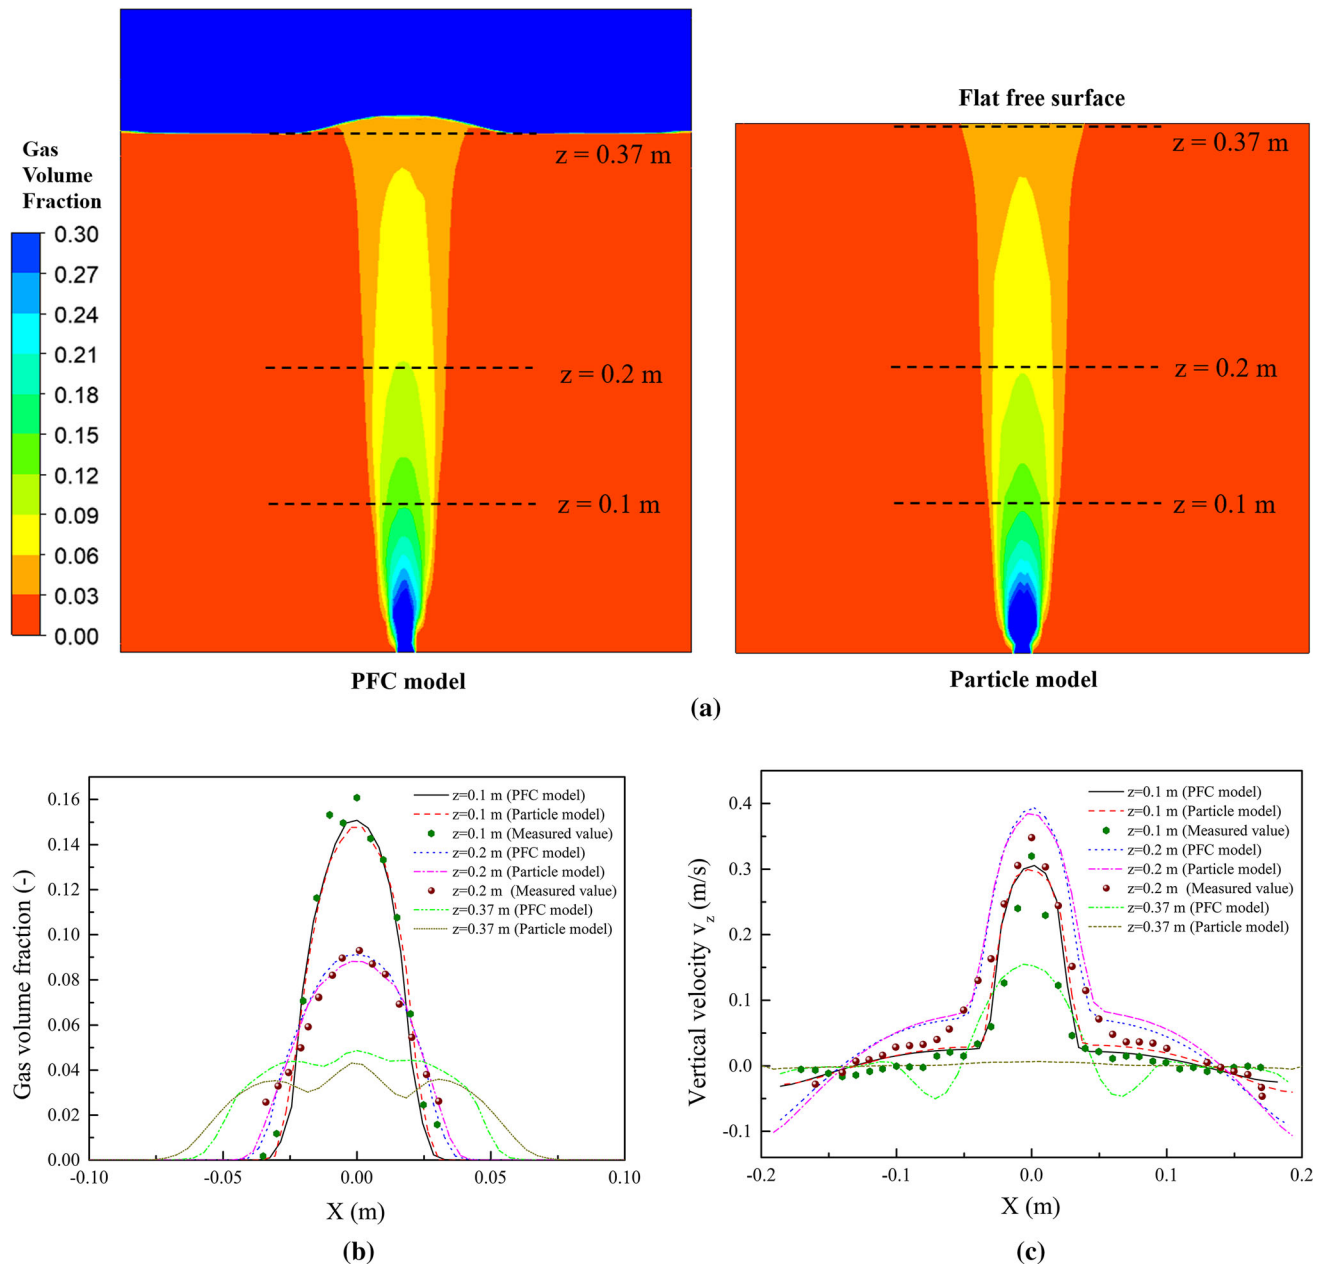 Flat free surface
Gas
Volume
Fraction
0.30
0.27
0.24
0.21
0.18
0.15
0.12
0.09
0.06
0.03
0.00
z = 0.37 m
z = 0.2 m
z = 0.1 m
z = 0.37 m
z = 0.2 m
z = 0.1 m
PFC model
Particle model
(a)
Gas volume fraction (-)
0.16
0.14
0.12
0.10
0.08
0.06
0.04
0.02
0.00
z=0.1 m (PFC model)
z=0.1 m (Particle model)
z=0.1 m (Measured value)
z=0.2 m (PFC model)
z=0.2 m (Particle model)
z=0.2 m (Measured value)
z=0.37 m (PFC model)
z=0.37 m (Particle model)
-0.10 -0.05 0.00 0.05 0.10
X (m)
(b)
Vertical velocity v_z (m/s)
0.4
0.3
0.2
0.1
0.0
-0.1
z=0.1 m (PFC model)
z=0.1 m (Particle model)
z=0.1 m (Measured value)
z=0.2 m (PFC model)
z=0.2 m (Particle model)
z=0.2 m (Measured value)
z=0.37 m (PFC model)
z=0.37 m (Particle model)
-0.2 -0.1 0.0 0.1 0.2
X (m)
(c)